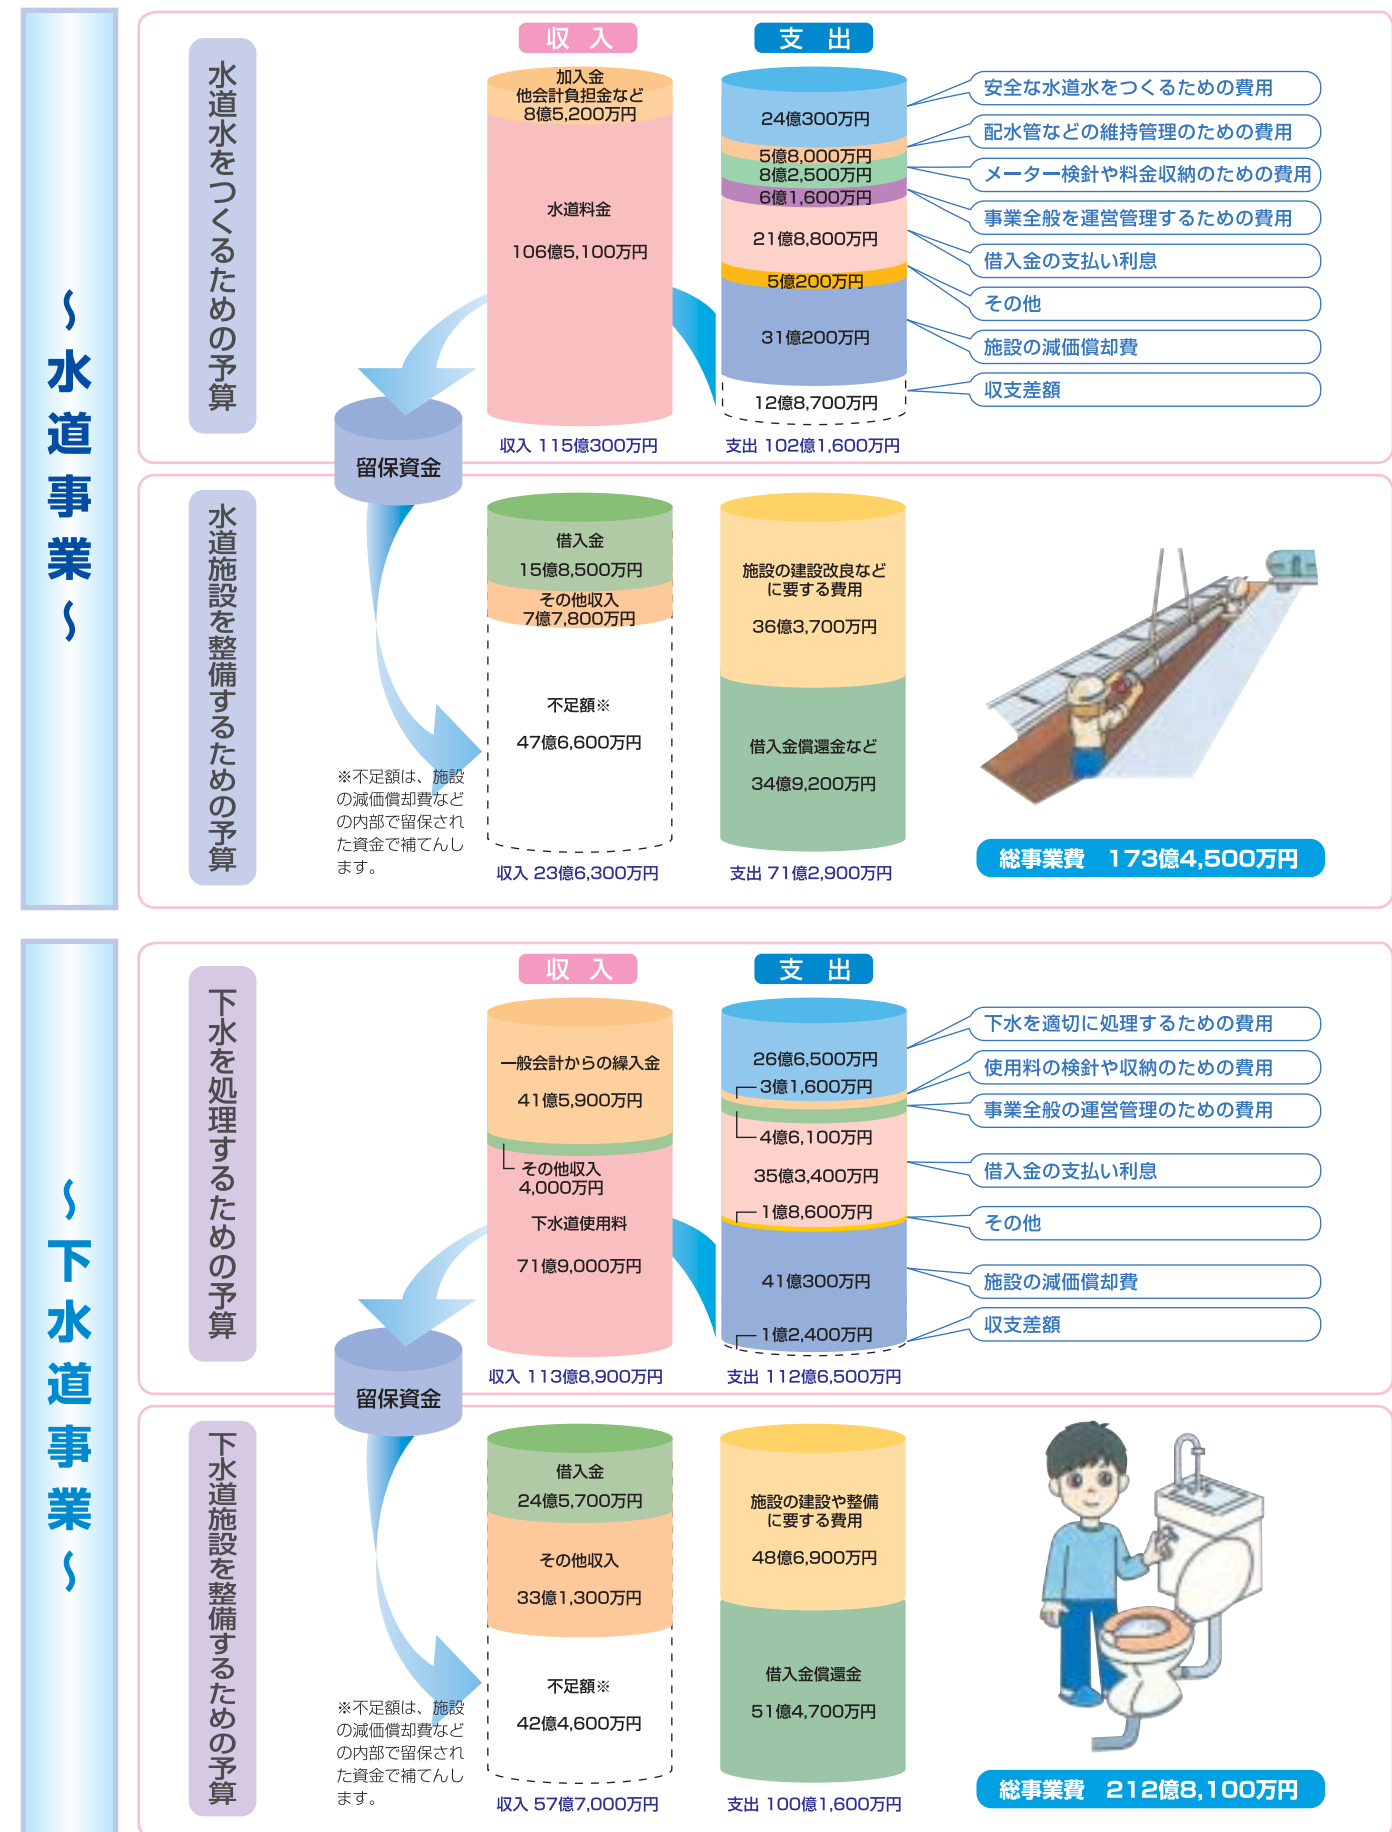 ～水道事業～
水道水をつくるための予算
収 入
支 出
加入金
他会計負担金など
8億5,200万円
水道料金
106億5,100万円
収入 115億300万円
24億300万円
5億8,000万円
8億2,500万円
6億1,600万円
21億8,800万円
5億200万円
31億200万円
12億8,700万円
支出 102億1,600万円
安全な水道水をつくるための費用
配水管などの維持管理のための費用
メーター検針や料金収納のための費用
事業全般を運営管理するための費用
借入金の支払い利息
その他
施設の減価償却費
収支差額
留保資金
水道施設を整備するための予算
借入金
15億8,500万円
その他収入
7億7,800万円
不足額※
47億6,600万円
収入 23億6,300万円
※不足額は、施設
の減価償却費など
の内部で留保され
た資金で補てんし
ます。
施設の建設改良など
に要する費用
36億3,700万円
借入金償還金など
34億9,200万円
支出 71億2,900万円
総事業費 173億4,500万円
～下水道事業～
下水を処理するための予算
収 入
支 出
一般会計からの繰入金
41億5,900万円
その他収入
4,000万円
下水道使用料
71億9,000万円
収入 113億8,900万円
26億6,500万円
3億1,600万円
4億6,100万円
35億3,400万円
1億8,600万円
41億300万円
1億2,400万円
支出 112億6,500万円
下水を適切に処理するための費用
使用料の検針や収納のための費用
事業全般の運営管理のための費用
借入金の支払い利息
その他
施設の減価償却費
収支差額
留保資金
下水道施設を整備するための予算
借入金
24億5,700万円
その他収入
33億1,300万円
不足額※
42億4,600万円
収入 57億7,000万円
※不足額は、施設
の減価償却費など
の内部で留保され
た資金で補てんし
ます。
施設の建設や整備
に要する費用
48億6,900万円
借入金償還金
51億4,700万円
支出 100億1,600万円
総事業費 212億8,100万円